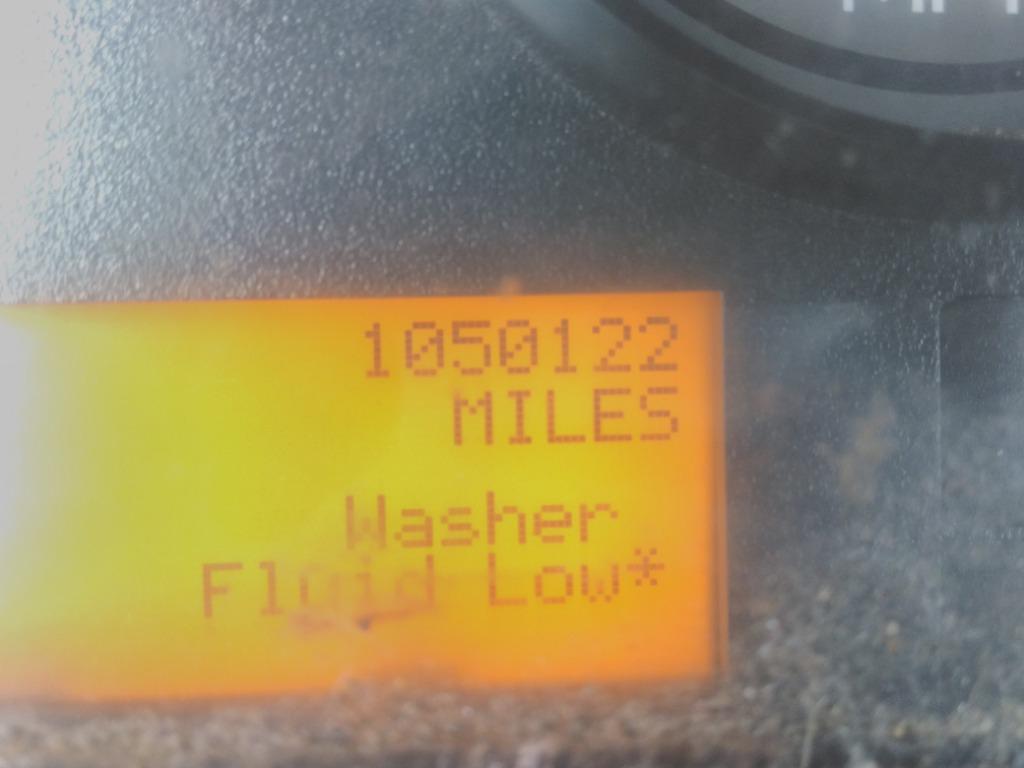 1050122
MILES
Washer
Fluid Low*